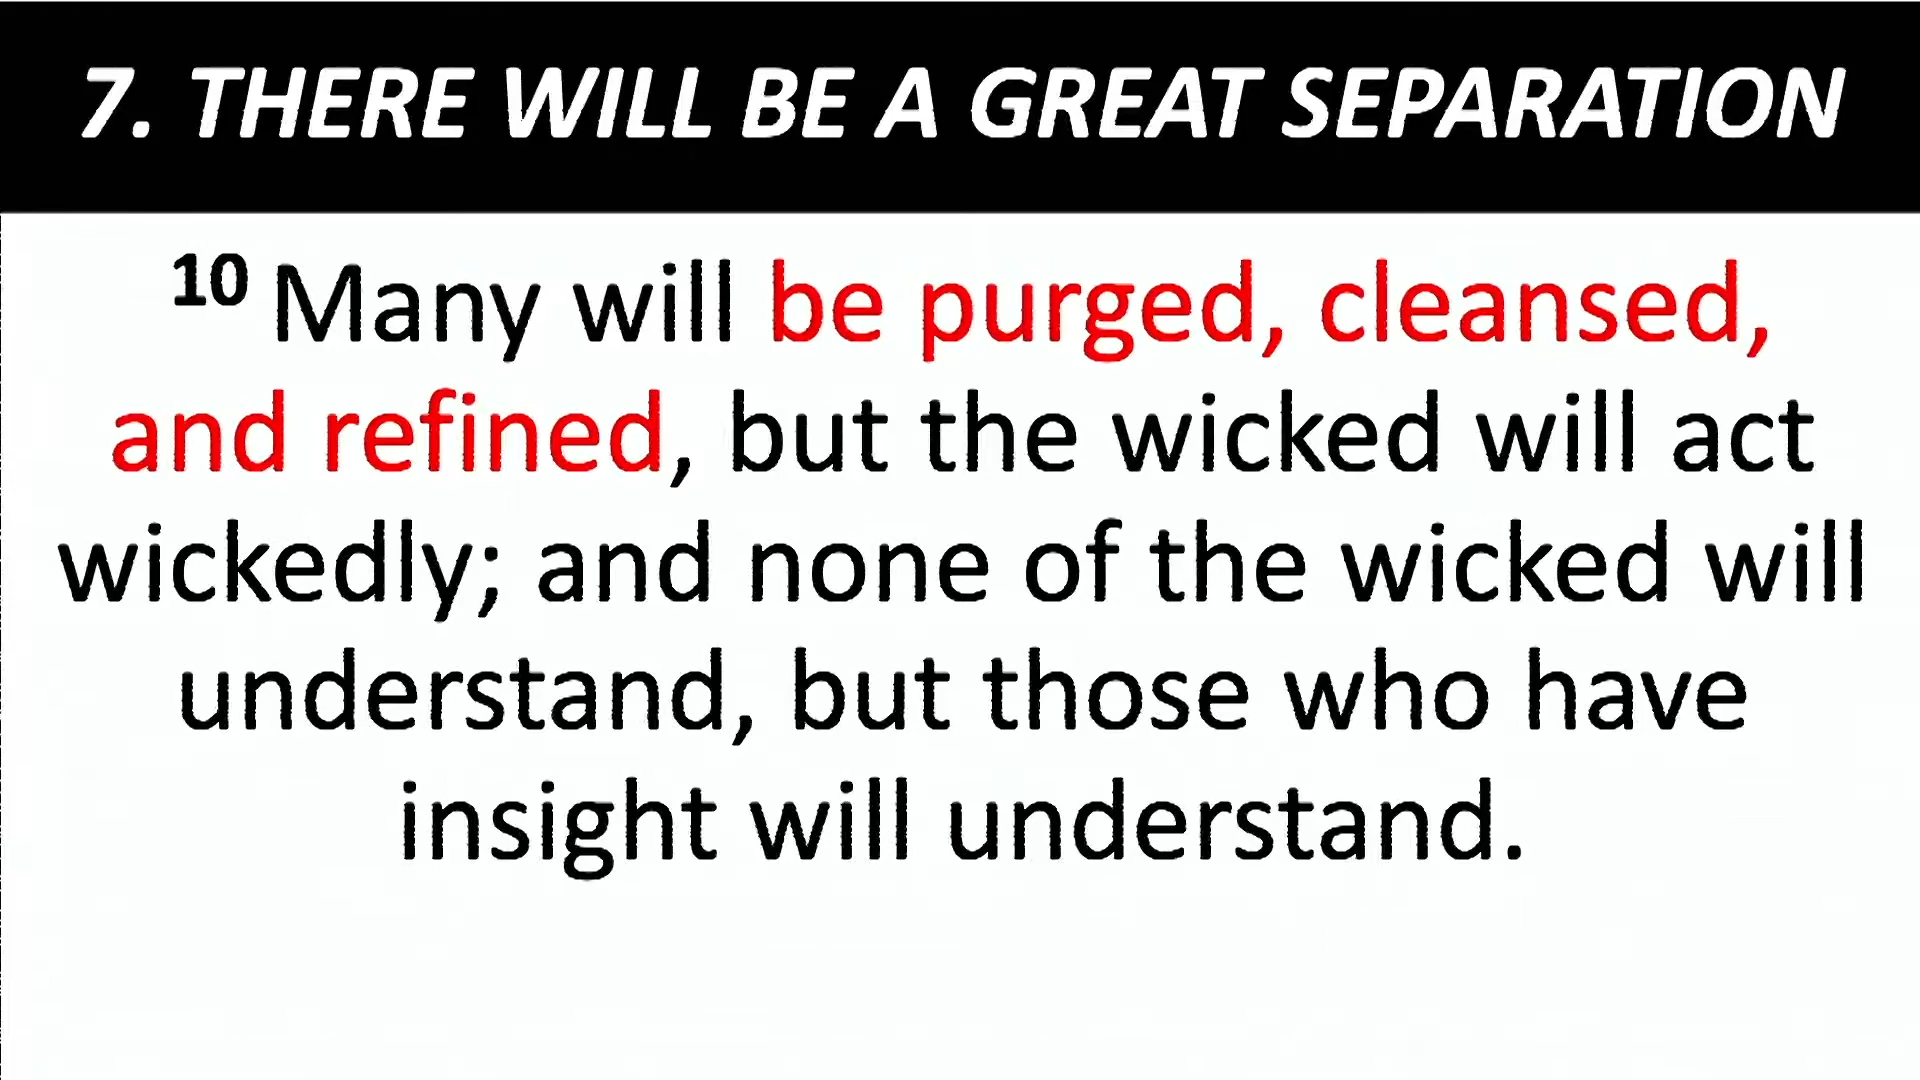 7. THERE WILL BE A GREAT SEPARATION
10 Many will be purged, cleansed,
and refined, but the wicked will act
wickedly; and none of the wicked will
understand, but those who have
insight will understand.